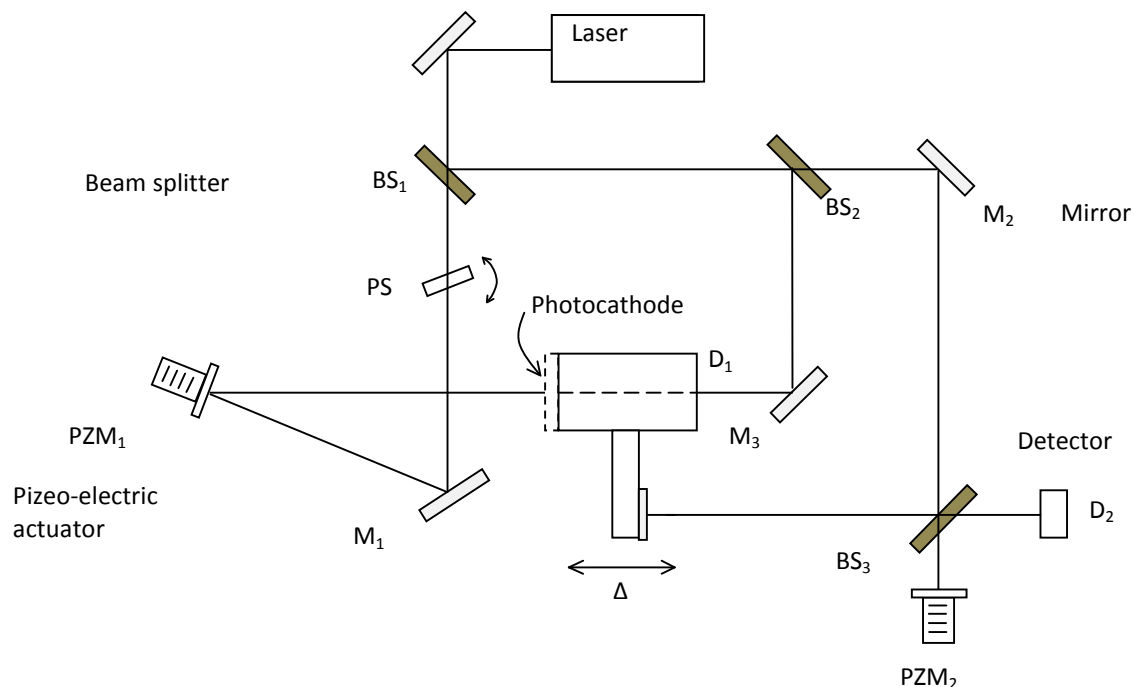 Laser
Beam splitter
BS₁
BS₂
M₂
Mirror
PS
Photocathode
D₁
PZM₁
M₃
Detector
Pizeo-electric
actuator
M₁
D₂
BS₃
Δ
PZM₂